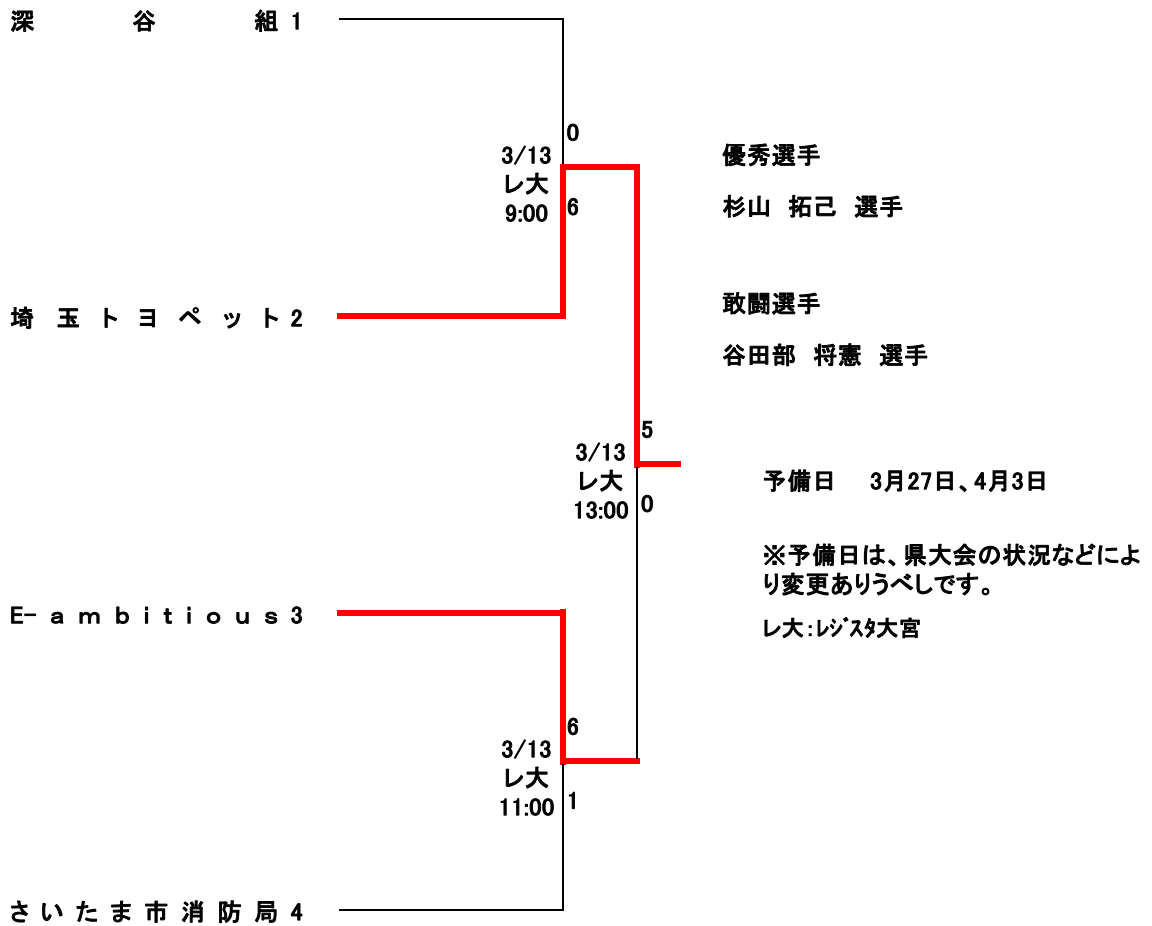 深谷組 1
0
3/13
レ大
9:00
6
優秀選手
杉山 拓己 選手
埼玉トヨペット 2
敢闘選手
谷田部 将憲 選手
5
3/13
レ大
13:00
0
予備日 3月27日、4月3日
※予備日は、県大会の状況などによ
り変更ありうべしです。
レ大:ﾚｼﾞｽﾀ大宮
E-ambitious 3
6
3/13
レ大
11:00
1
さいたま市消防局 4